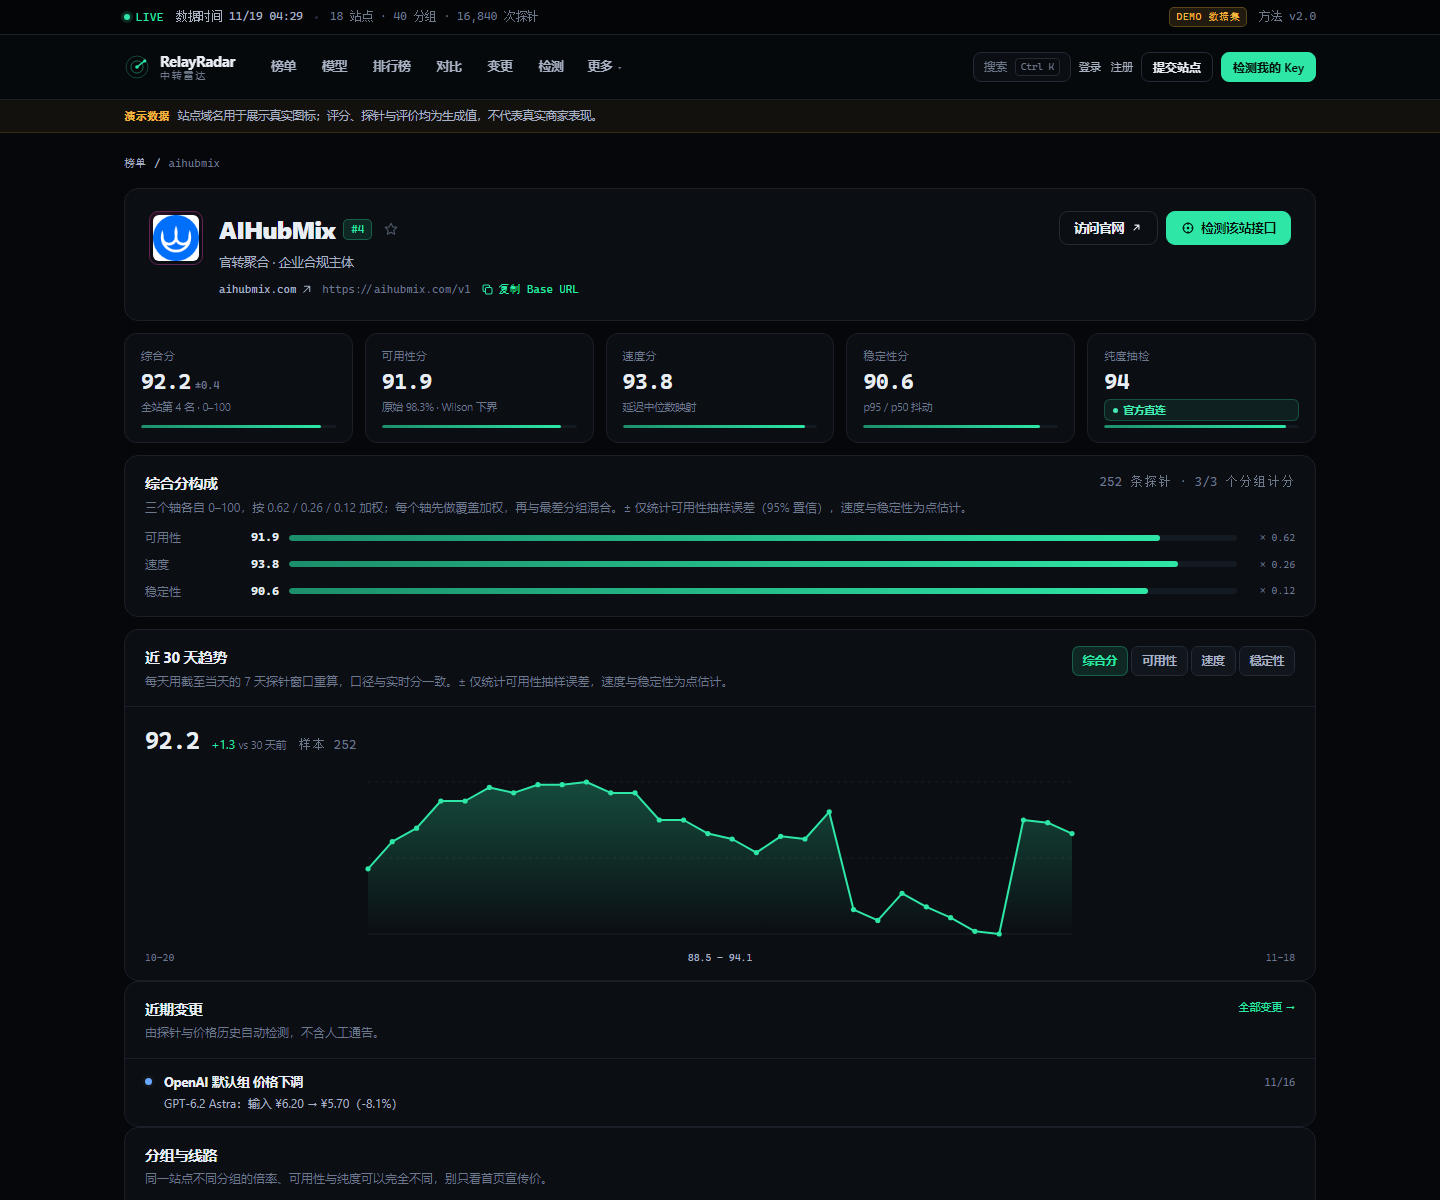 LIVE 数据时间 11/19 04:29 · 18 站点 · 40 分组 · 16,840 次探针
DEMO 数据集 方法 v2.0
RelayRadar
中转雷达
榜单 模型 排行榜 对比 变更 检测 更多
搜索 Ctrl K 登录 注册 提交站点 检测我的 Key
演示数据 站点域名用于展示真实图标；评分、探针与评价均为生成值，不代表真实商家表现。
榜单 / aihubmix
AIHubMix #4
访问官网 ↗ 检测该站接口
官转聚合 · 企业合规主体
aihubmix.com ↗ https://aihubmix.com/v1 复制 Base URL
综合分
92.2 ±0.4
全站第 4 名 · 0–100
可用性分
91.9
原始 98.3% · Wilson 下界
速度分
93.8
延迟中位数映射
稳定性分
90.6
p95 / p50 抖动
纯度抽检
94
官方直连
综合分构成
252 条探针 · 3/3 个分组计分
三个轴各自 0–100，按 0.62 / 0.26 / 0.12 加权；每个轴先做覆盖加权，再与最差分组混合。± 仅统计可用性抽样误差（95% 置信），速度与稳定性为点估计。
可用性 91.9 × 0.62
速度 93.8 × 0.26
稳定性 90.6 × 0.12
近 30 天趋势
综合分 可用性 速度 稳定性
每天用截至当天的 7 天探针窗口重算，口径与实时分一致。± 仅统计可用性抽样误差，速度与稳定性为点估计。
92.2 +1.3 vs 30 天前 样本 252
10-20 88.5 – 94.1 11-18
近期变更
全部变更 →
由探针与价格历史自动检测，不含人工通告。
OpenAI 默认组 价格下调 11/16
GPT-6.2 Astra：输入 ¥6.20 → ¥5.70（-8.1%）
分组与线路
同一站点不同分组的倍率、可用性与纯度可以完全不同，别只看首页宣传价。